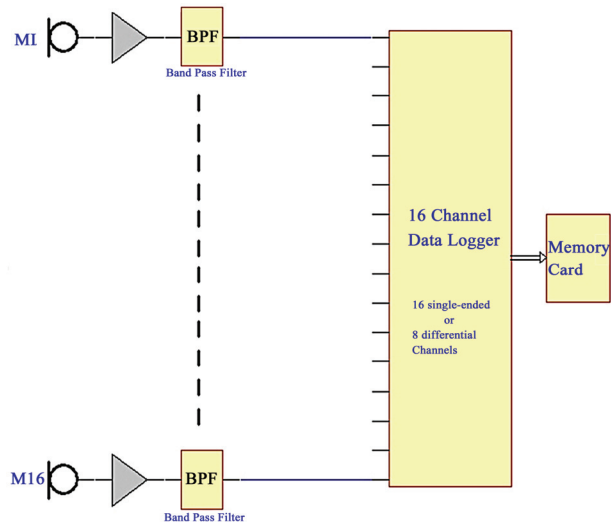 MI
BPF
Band Pass Filter
16 Channel
Data Logger
16 single-ended
or
8 differential
Channels
Memory
Card
M16
BPF
Band Pass Filter